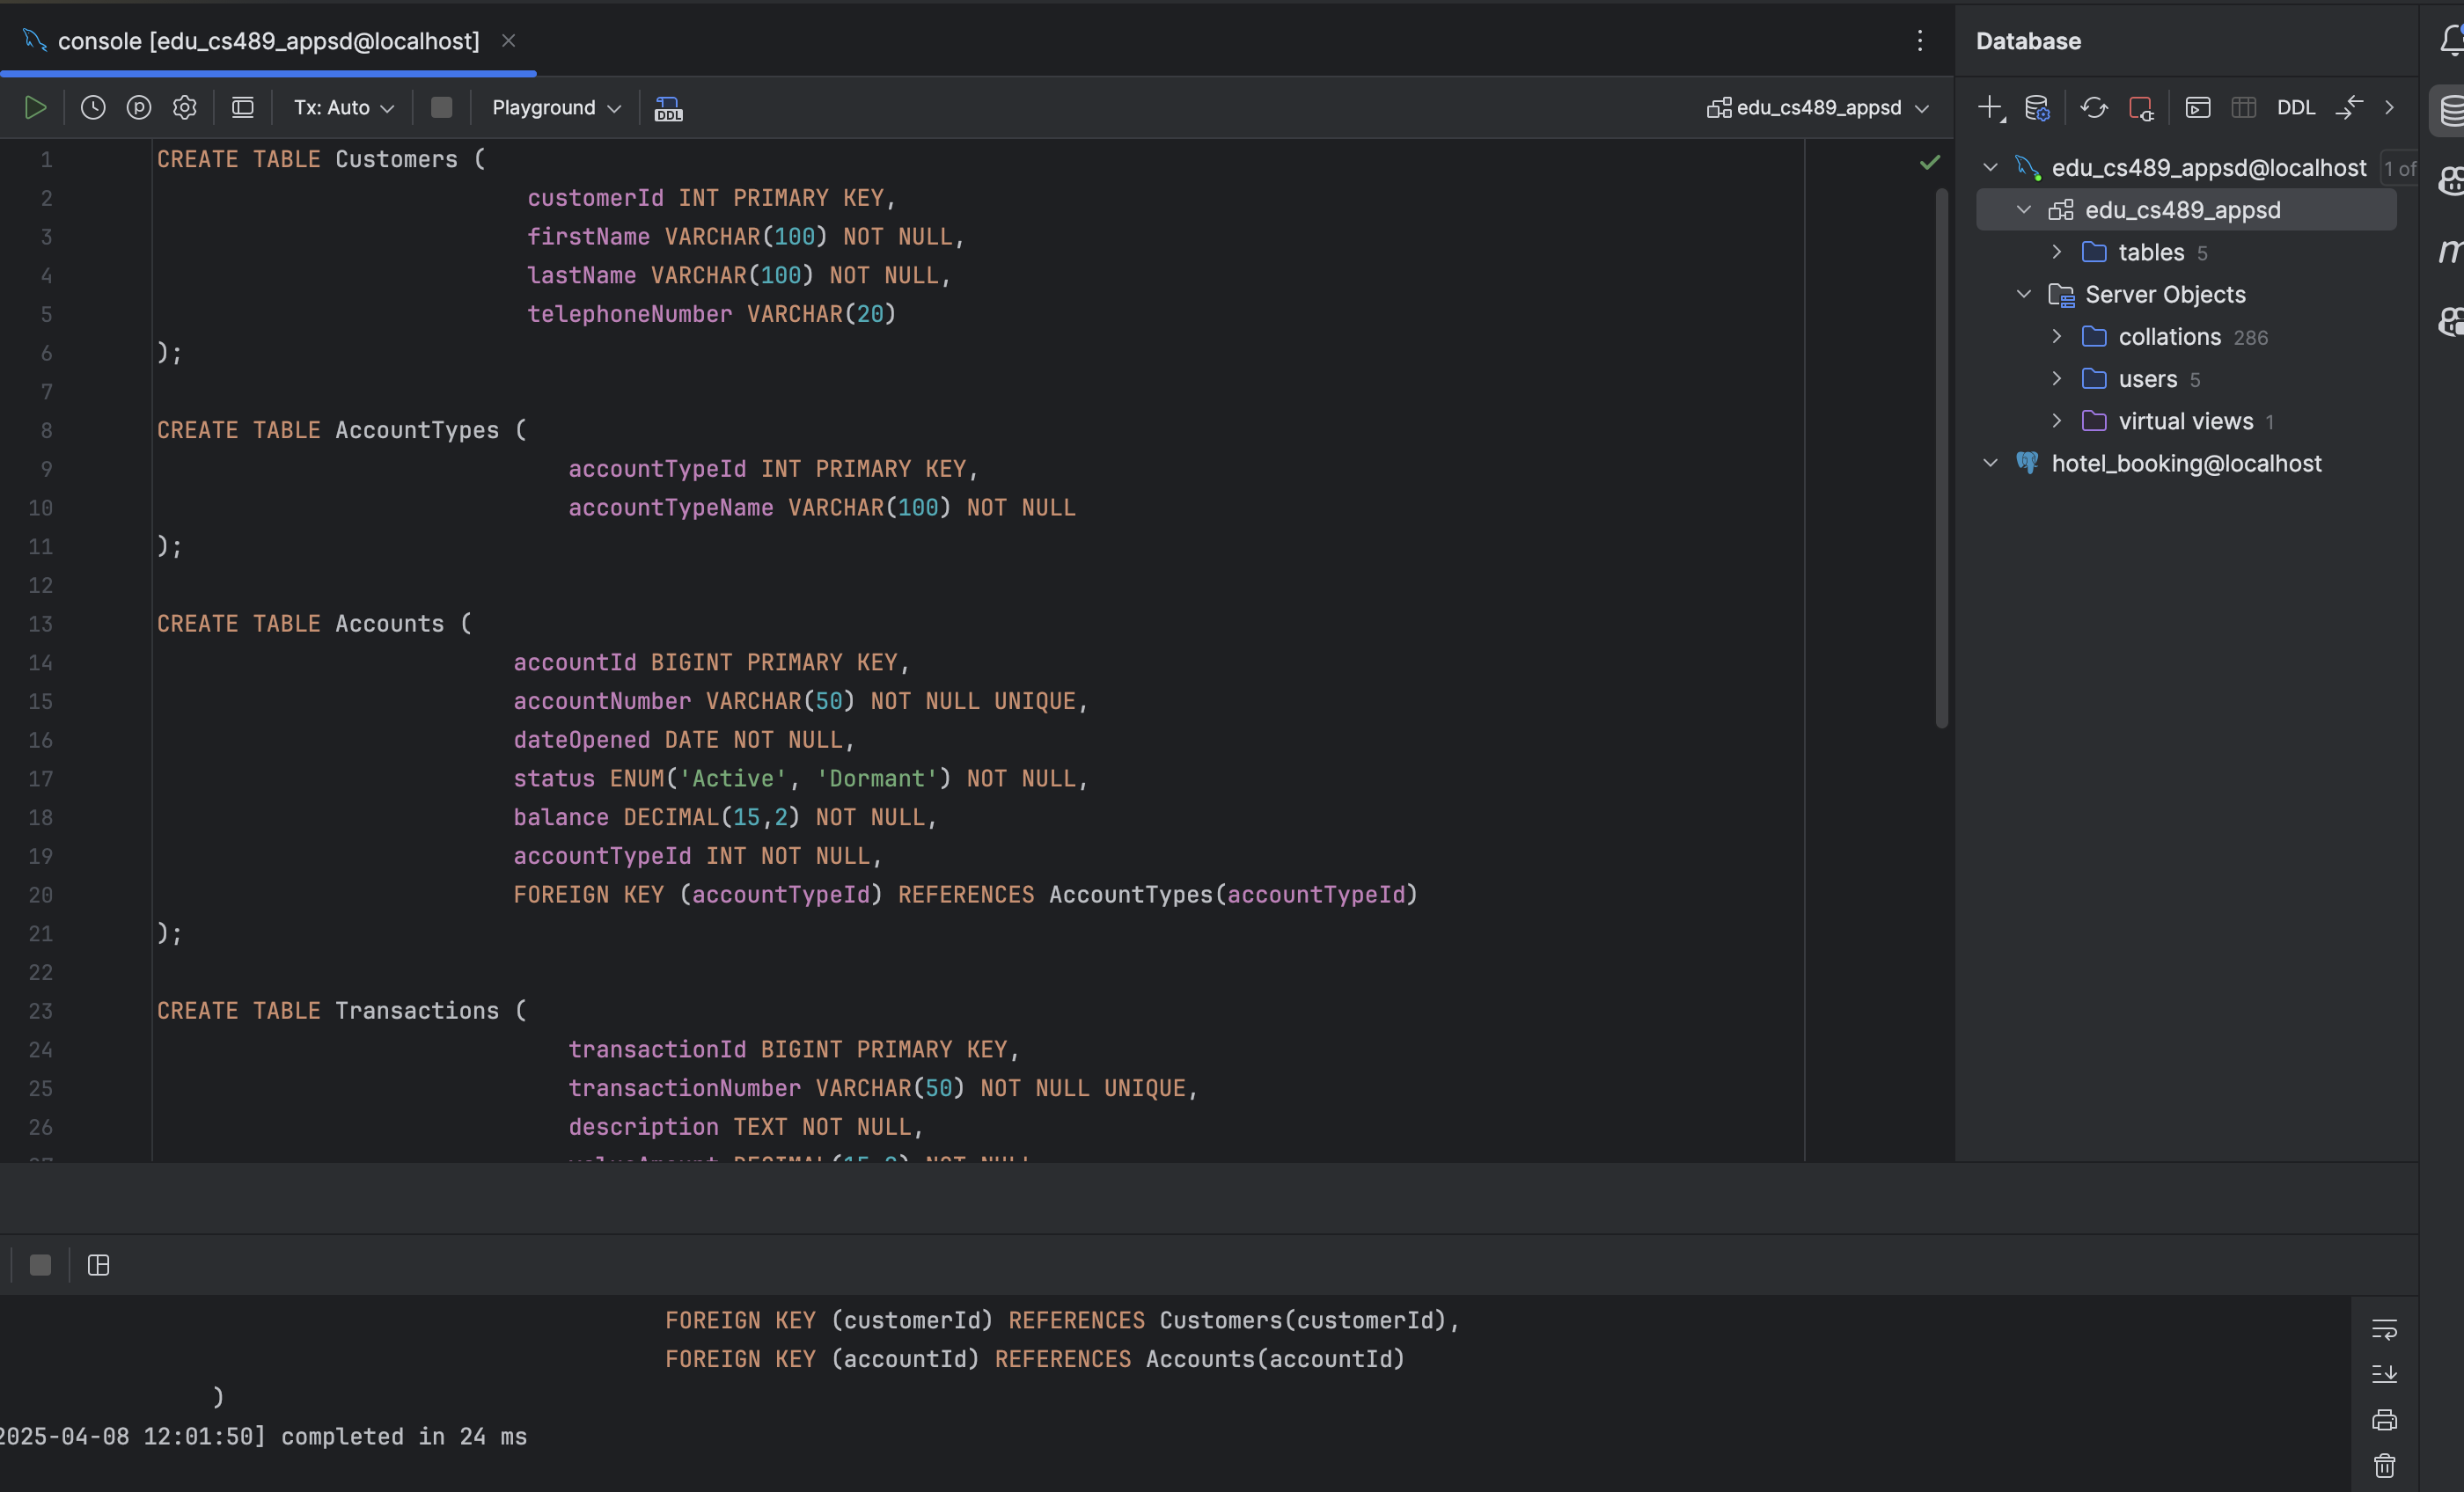 console [edu_cs489_appsd@localhost]
Database
Tx: Auto
Playground
DDL
edu_cs489_appsd
DDL
1 CREATE TABLE Customers (
2 customerId INT PRIMARY KEY,
3 firstName VARCHAR(100) NOT NULL,
4 lastName VARCHAR(100) NOT NULL,
5 telephoneNumber VARCHAR(20)
6 );
7
8 CREATE TABLE AccountTypes (
9 accountTypeId INT PRIMARY KEY,
10 accountTypeName VARCHAR(100) NOT NULL
11 );
12
13 CREATE TABLE Accounts (
14 accountId BIGINT PRIMARY KEY,
15 accountNumber VARCHAR(50) NOT NULL UNIQUE,
16 dateOpened DATE NOT NULL,
17 status ENUM('Active', 'Dormant') NOT NULL,
18 balance DECIMAL(15,2) NOT NULL,
19 accountTypeId INT NOT NULL,
20 FOREIGN KEY (accountTypeId) REFERENCES AccountTypes(accountTypeId)
21 );
22
23 CREATE TABLE Transactions (
24 transactionId BIGINT PRIMARY KEY,
25 transactionNumber VARCHAR(50) NOT NULL UNIQUE,
26 description TEXT NOT NULL,
edu_cs489_appsd@localhost 1 of
edu_cs489_appsd
tables 5
Server Objects
collations 286
users 5
virtual views 1
hotel_booking@localhost
m
FOREIGN KEY (customerId) REFERENCES Customers(customerId),
FOREIGN KEY (accountId) REFERENCES Accounts(accountId)
)
2025-04-08 12:01:50] completed in 24 ms